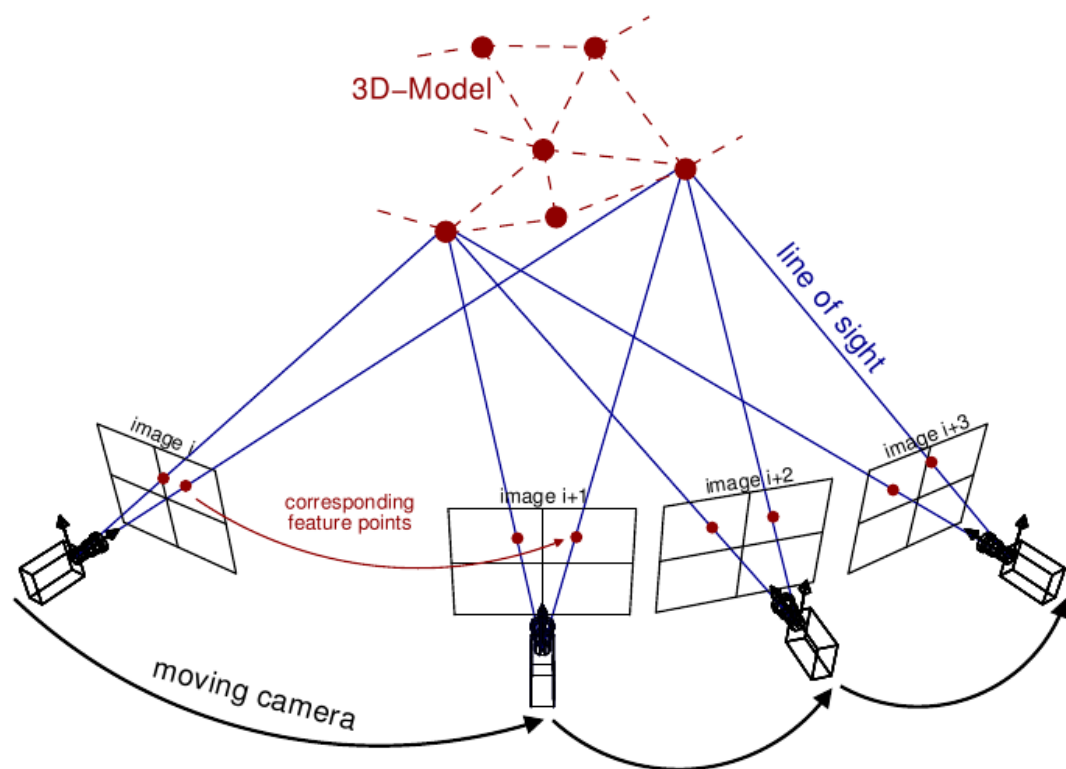 3D−Model
line of sight
image i
image i+1
image i+2
image i+3
corresponding
feature points
moving camera